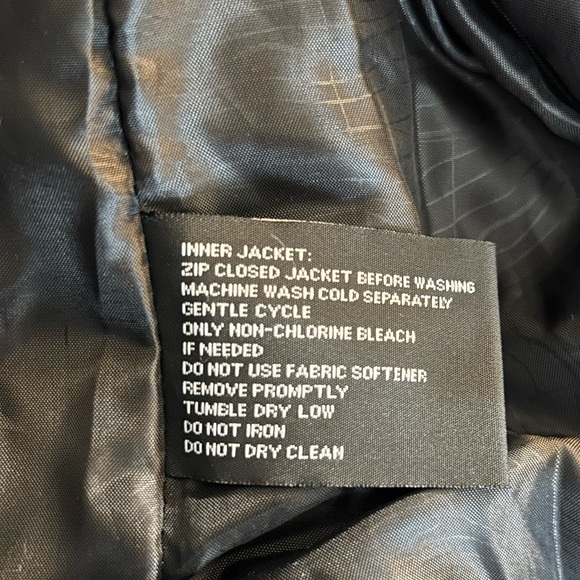 INNER JACKET:
ZIP CLOSED JACKET BEFORE WASHING
MACHINE WASH COLD SEPARATELY
GENTLE CYCLE
ONLY NON-CHLORINE BLEACH
IF NEEDED
DO NOT USE FABRIC SOFTENER
REMOVE PROMPTLY
TUMBLE DRY LOW
DO NOT IRON
DO NOT DRY CLEAN